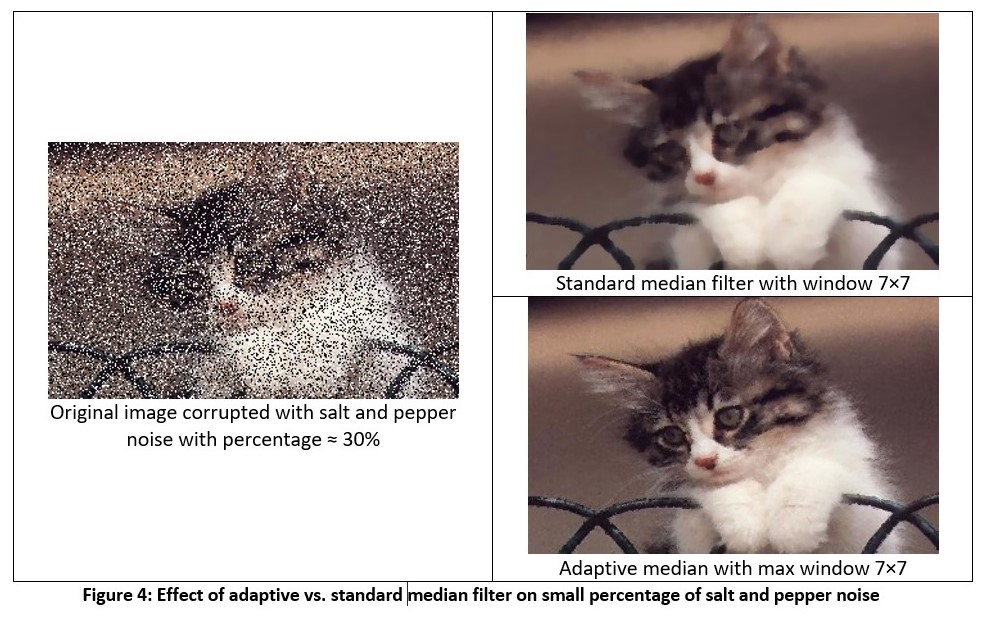 Standard median filter with window 7×7
Original image corrupted with salt and pepper
noise with percentage ≈ 30%
Adaptive median with max window 7×7
Figure 4: Effect of adaptive vs. standard median filter on small percentage of salt and pepper noise